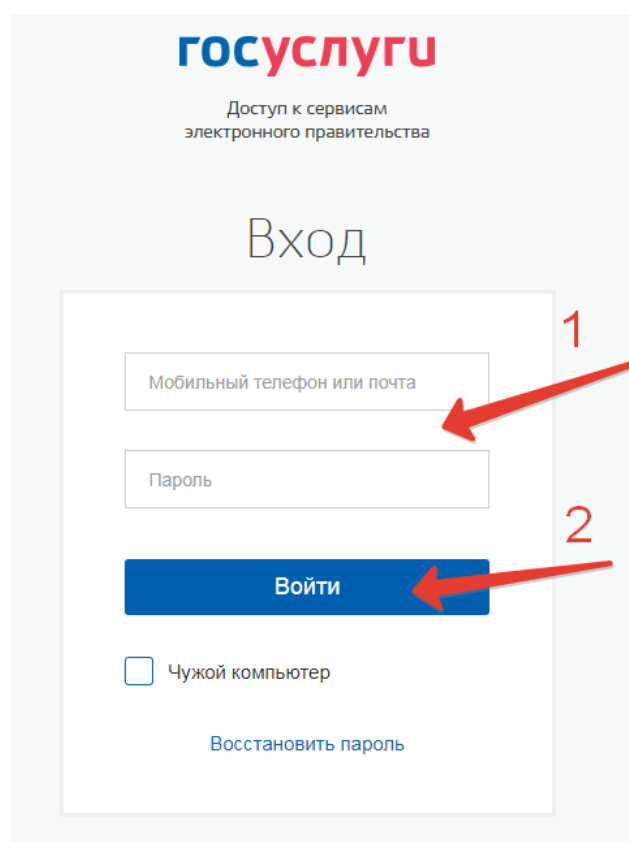 госуслуги
Доступ к сервисам
электронного правительства
Вход
1
Мобильный телефон или почта
Пароль
2
Войти
Чужой компьютер
Восстановить пароль